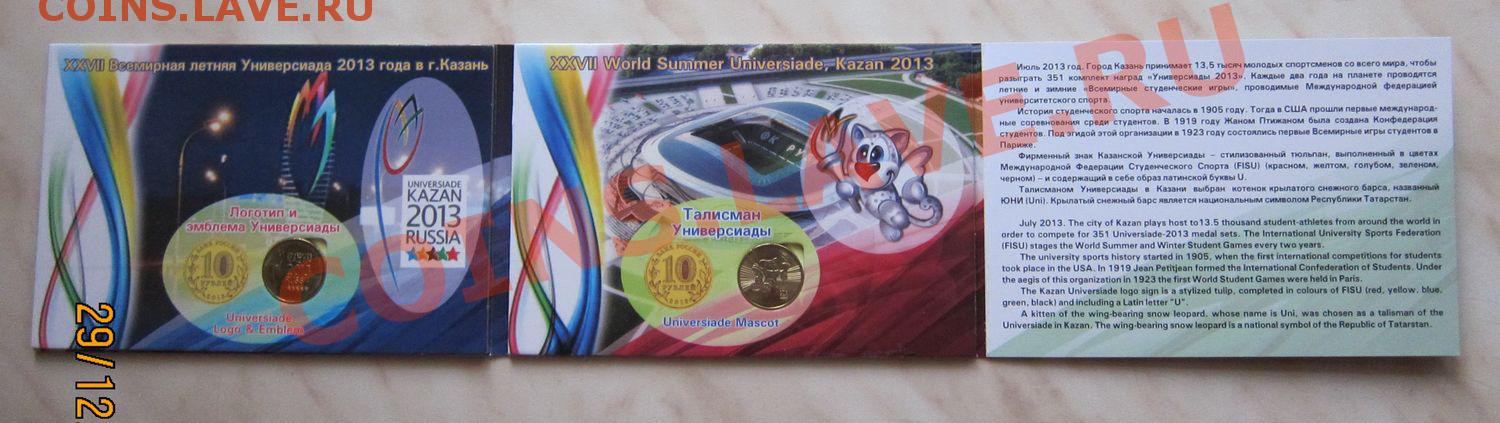 COINS.LAVE.RU
XXVII Всемирная летняя Универсиада 2013 года в г.Казань
UNIVERSIADE
KAZAN
2013
RUSSIA
Логотип и
эмблема Универсиады
БАНК РОССИИ
10
РУБЛЕЙ
Universiade
Logo & Emblem
XXVII World Summer Universiade, Kazan 2013
ФК РУ
Талисман
Универсиады
10
РУБЛЕЙ
Universiade Mascot
COINS.LAVE.RU
Июль 2013 год. Город Казань принимает 13,5 тысяч молодых спортсменов со всего мира, чтобы
разыграть 351 комплект наград «Универсиады 2013». Каждые два года на планете проводятся
летние и зимние «Всемирные студенческие игры», проводимые Международной федерацией
университетского спорта.
История студенческого спорта началась в 1905 году. Тогда в США прошли первые международ-
ные соревнования среди студентов. В 1919 году Жаном Птижаном была создана Конфедерация
студентов. Под эгидой этой организации в 1923 году состоялись первые Всемирные игры студентов в
Париже.
Фирменный знак Казанской Универсиады – стилизованный тюльпан, выполненный в цветах
Международной Федерации Студенческого Спорта (FISU) (красном, желтом, голубом, зеленом,
черном) – и содержащий в себе образ латинской буквы U.
Талисманом Универсиады в Казани выбран котенок крылатого снежного барса, названный
ЮНИ (Uni). Крылатый снежный барс является национальным символом Республики Татарстан.
July 2013. The city of Kazan plays host to13.5 thousand student-athletes from around the world in
order to compete for 351 Universiade-2013 medal sets. The International University Sports Federation
(FISU) stages the World Summer and Winter Student Games every two years.
The university sports history started in 1905, when the first international competitions for students
took place in the USA. In 1919 Jean Petitjean formed the International Confederation of Students. Under
the aegis of this organization in 1923 the first World Student Games were held in Paris.
The Kazan Universiade logo sign is a stylized tulip, completed in colours of FISU (red, yellow, blue,
green, black) and including a Latin letter "U".
A kitten of the wing-bearing snow leopard, whose name is Uni, was chosen as a talisman of the
Universiade in Kazan. The wing-bearing snow leopard is a national symbol of the Republic of Tatarstan.
29/12